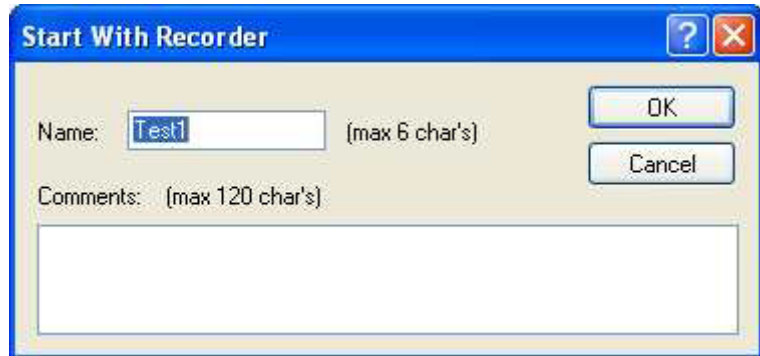 Start With Recorder
Name: Test1 (max 6 char's)
OK
Cancel
Comments: (max 120 char's)